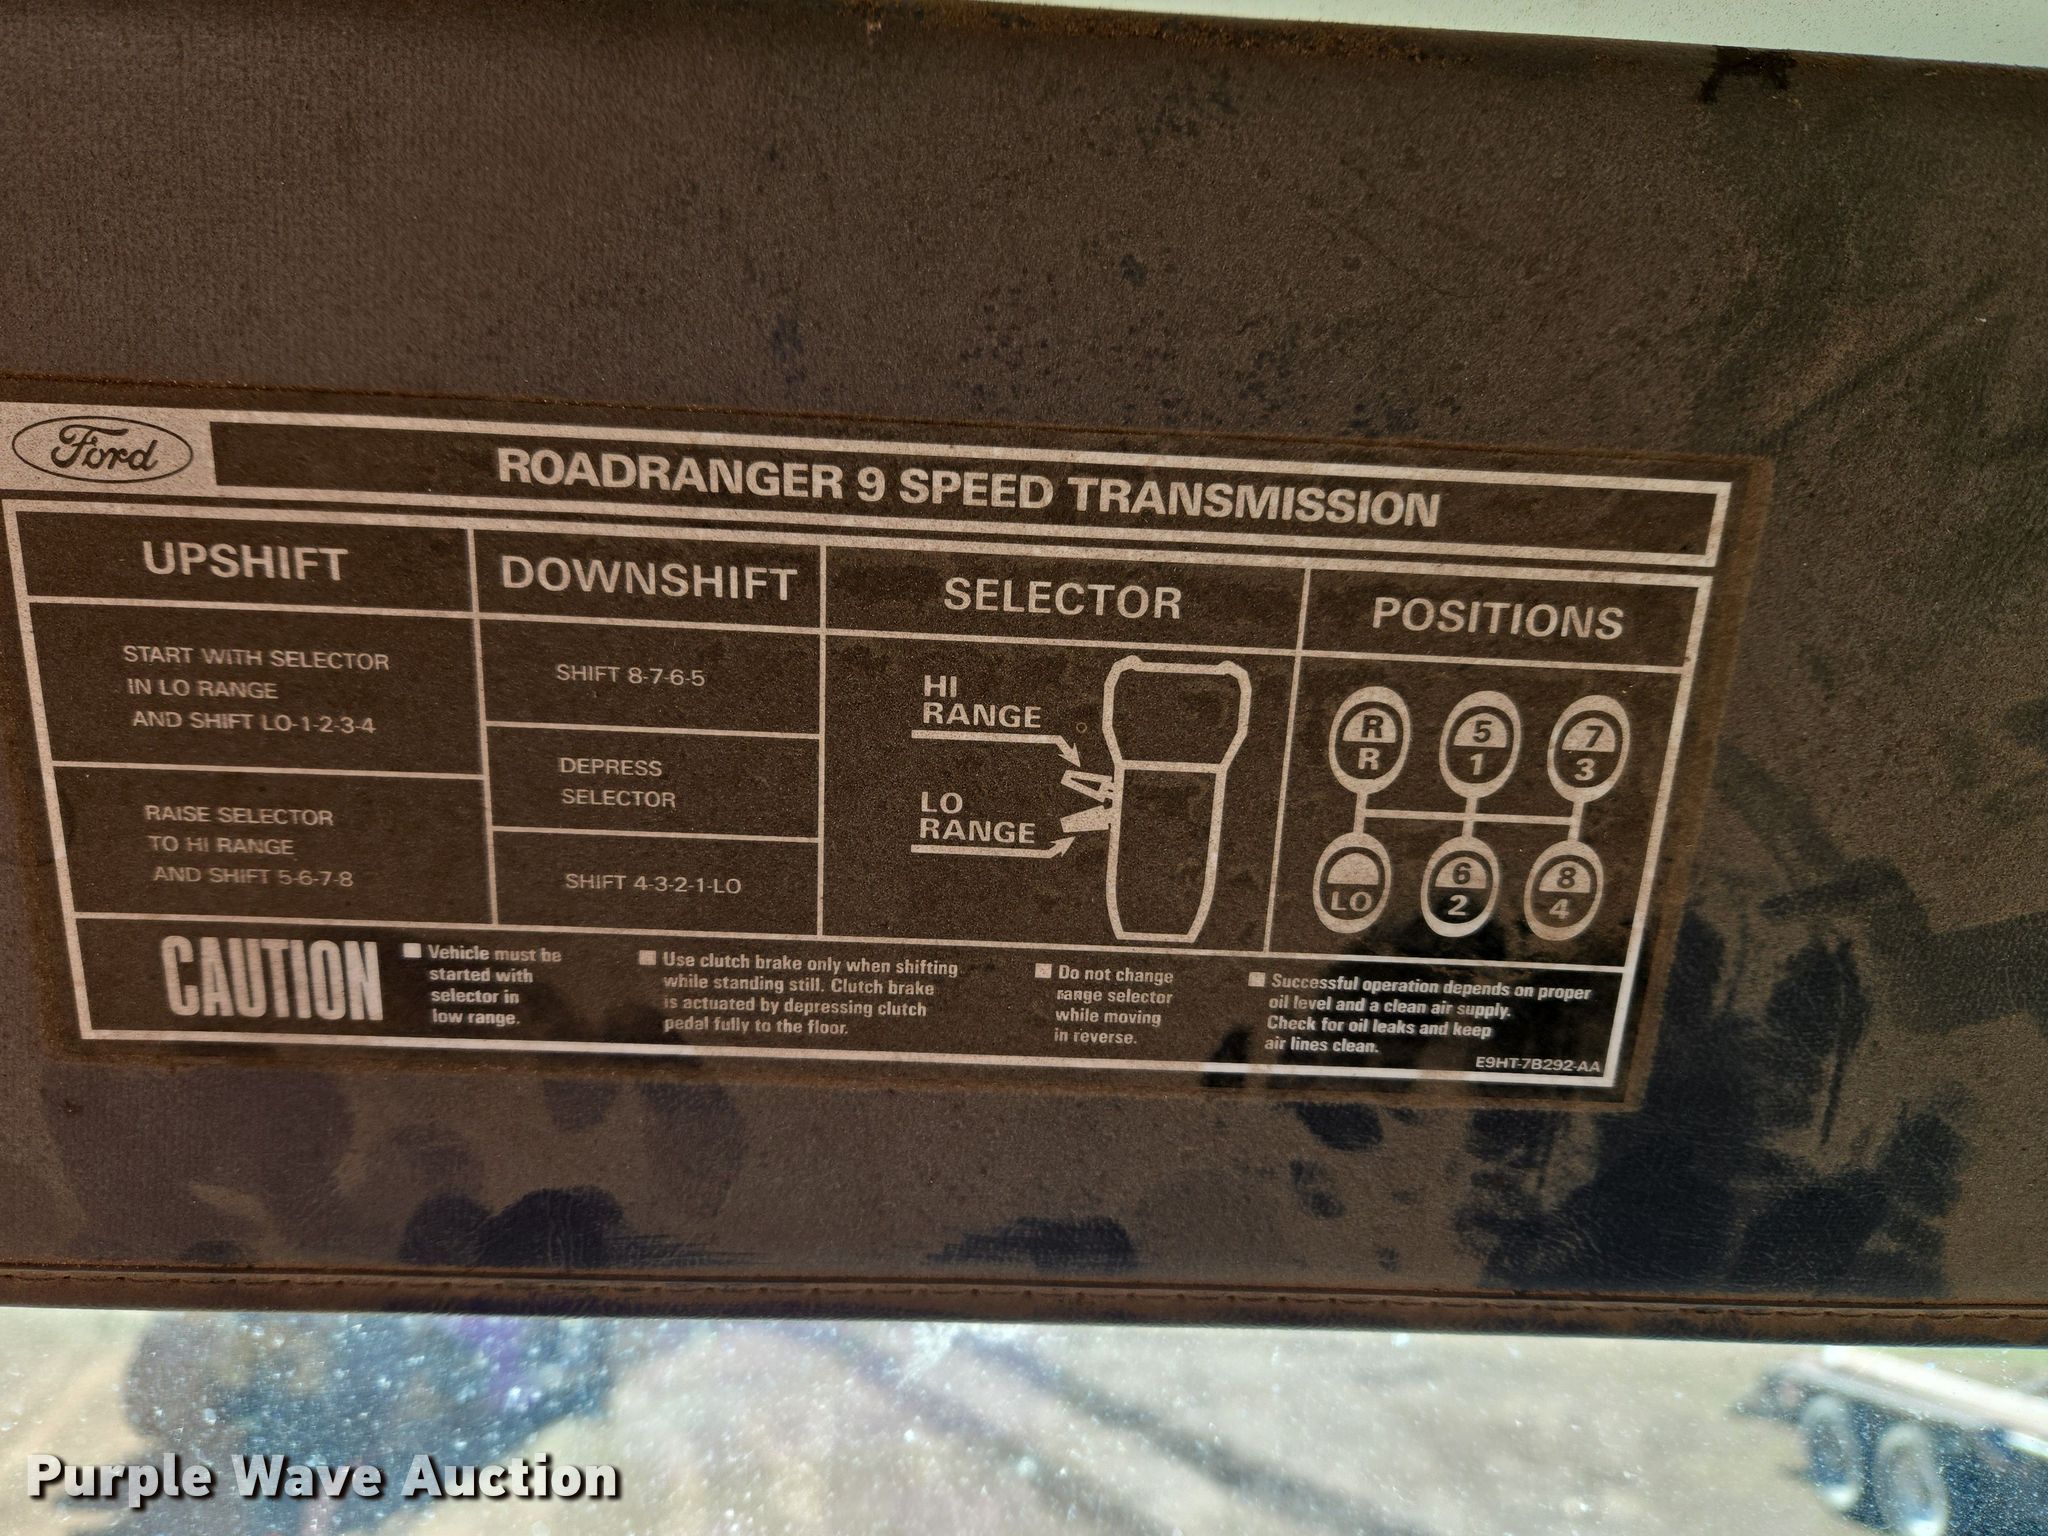 Ford
ROADRANGER 9 SPEED TRANSMISSION
UPSHIFT
START WITH SELECTOR
IN LO RANGE
AND SHIFT LO-1-2-3-4
RAISE SELECTOR
TO HI RANGE
AND SHIFT 5-6-7-8
DOWNSHIFT
SHIFT 8-7-6-5
DEPRESS
SELECTOR
SHIFT 4-3-2-1-LO
SELECTOR
HI
RANGE
LO
RANGE
POSITIONS
R 5 7
R 1 3
6 8
LO 2 4
CAUTION
Vehicle must be
started with
selector in
low range.
Use clutch brake only when shifting
while standing still. Clutch brake
is actuated by depressing clutch
pedal fully to the floor.
Do not change
range selector
while moving
in reverse.
Successful operation depends on proper
oil level and a clean air supply.
Check for oil leaks and keep
air lines clean.
E9HT-7B292-AA
Purple Wave Auction